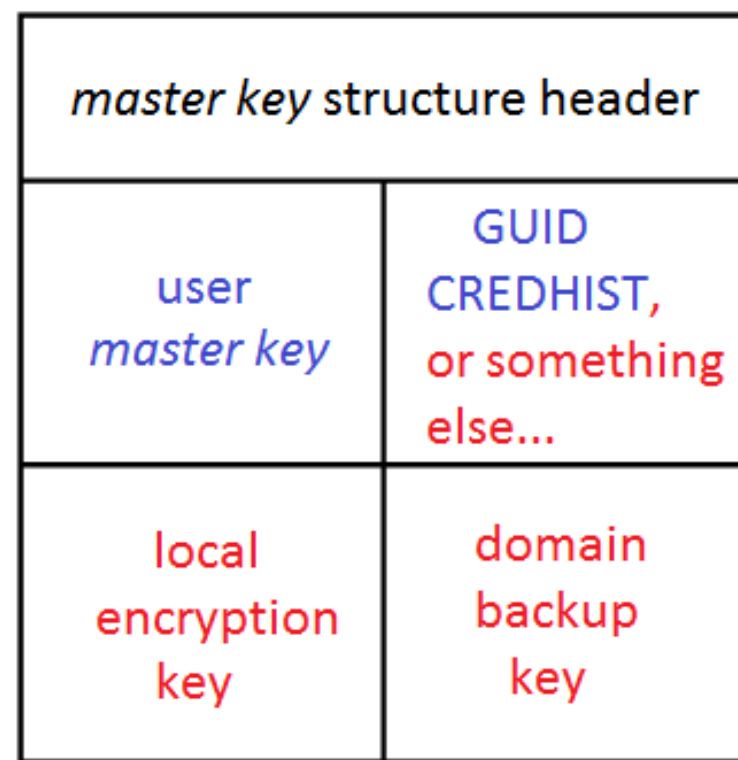 master key structure header
user
master key
GUID
CREDHIST,
or something
else...
local
encryption
key
domain
backup
key